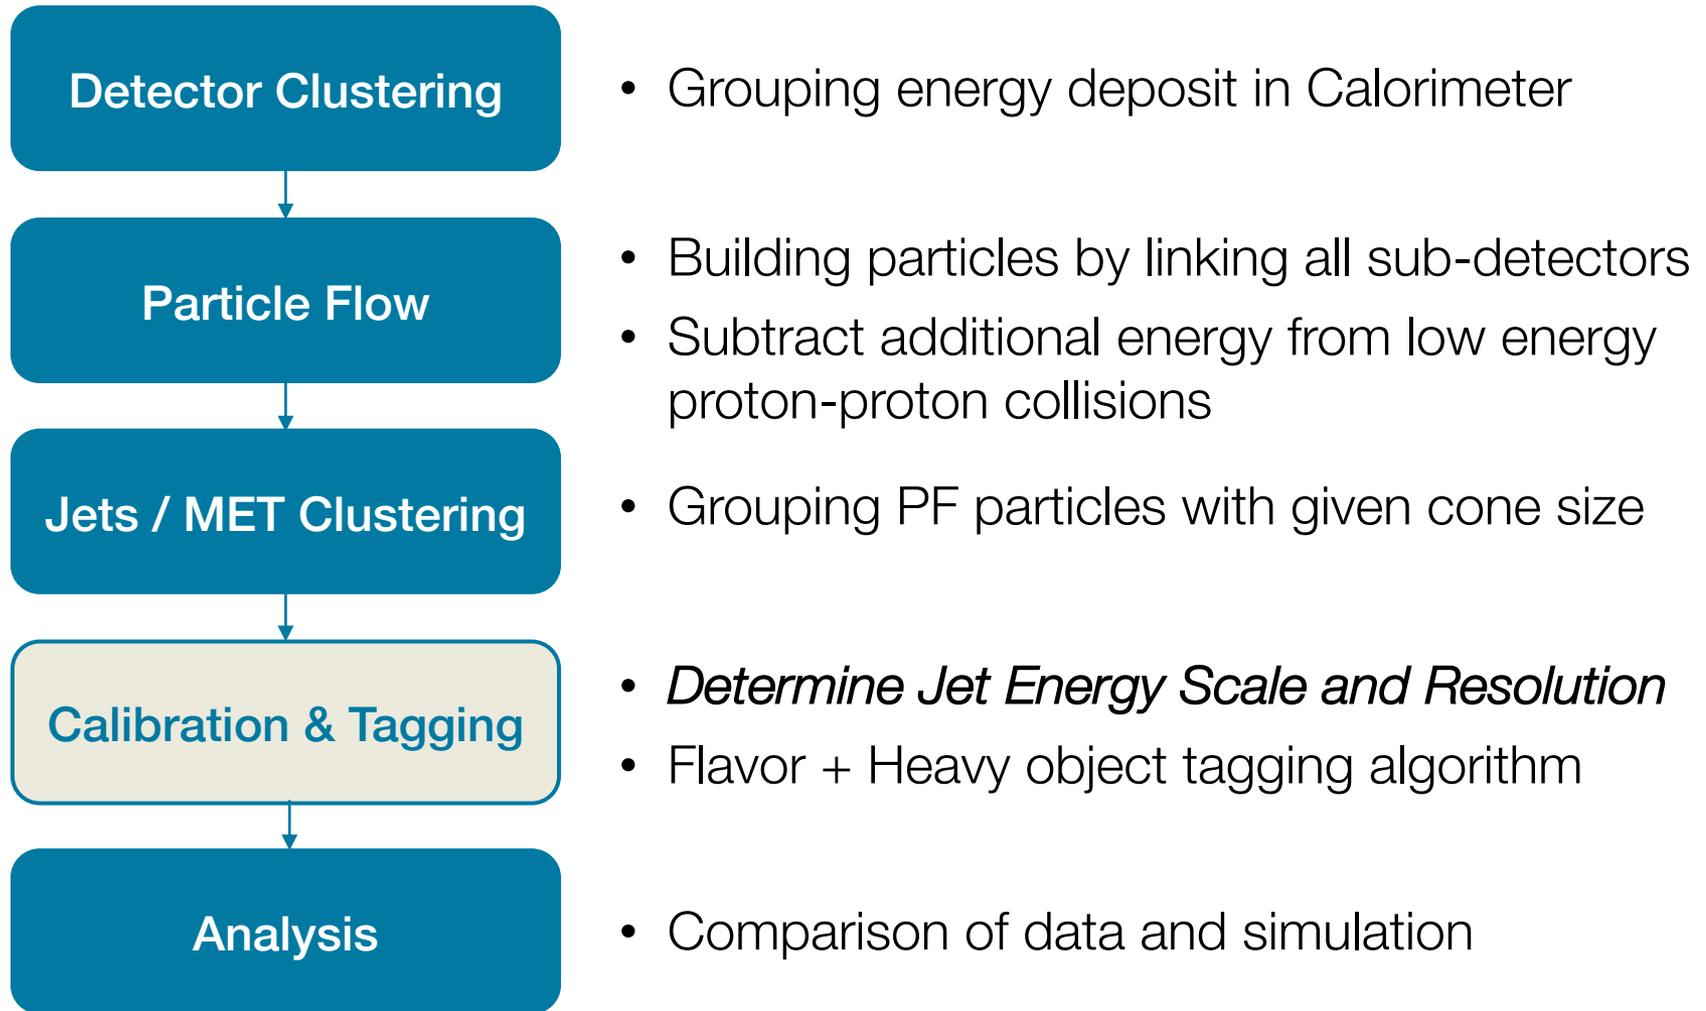 Detector Clustering
• Grouping energy deposit in Calorimeter
Particle Flow
• Building particles by linking all sub-detectors
• Subtract additional energy from low energy
proton-proton collisions
Jets / MET Clustering
• Grouping PF particles with given cone size
Calibration & Tagging
• Determine Jet Energy Scale and Resolution
• Flavor + Heavy object tagging algorithm
Analysis
• Comparison of data and simulation